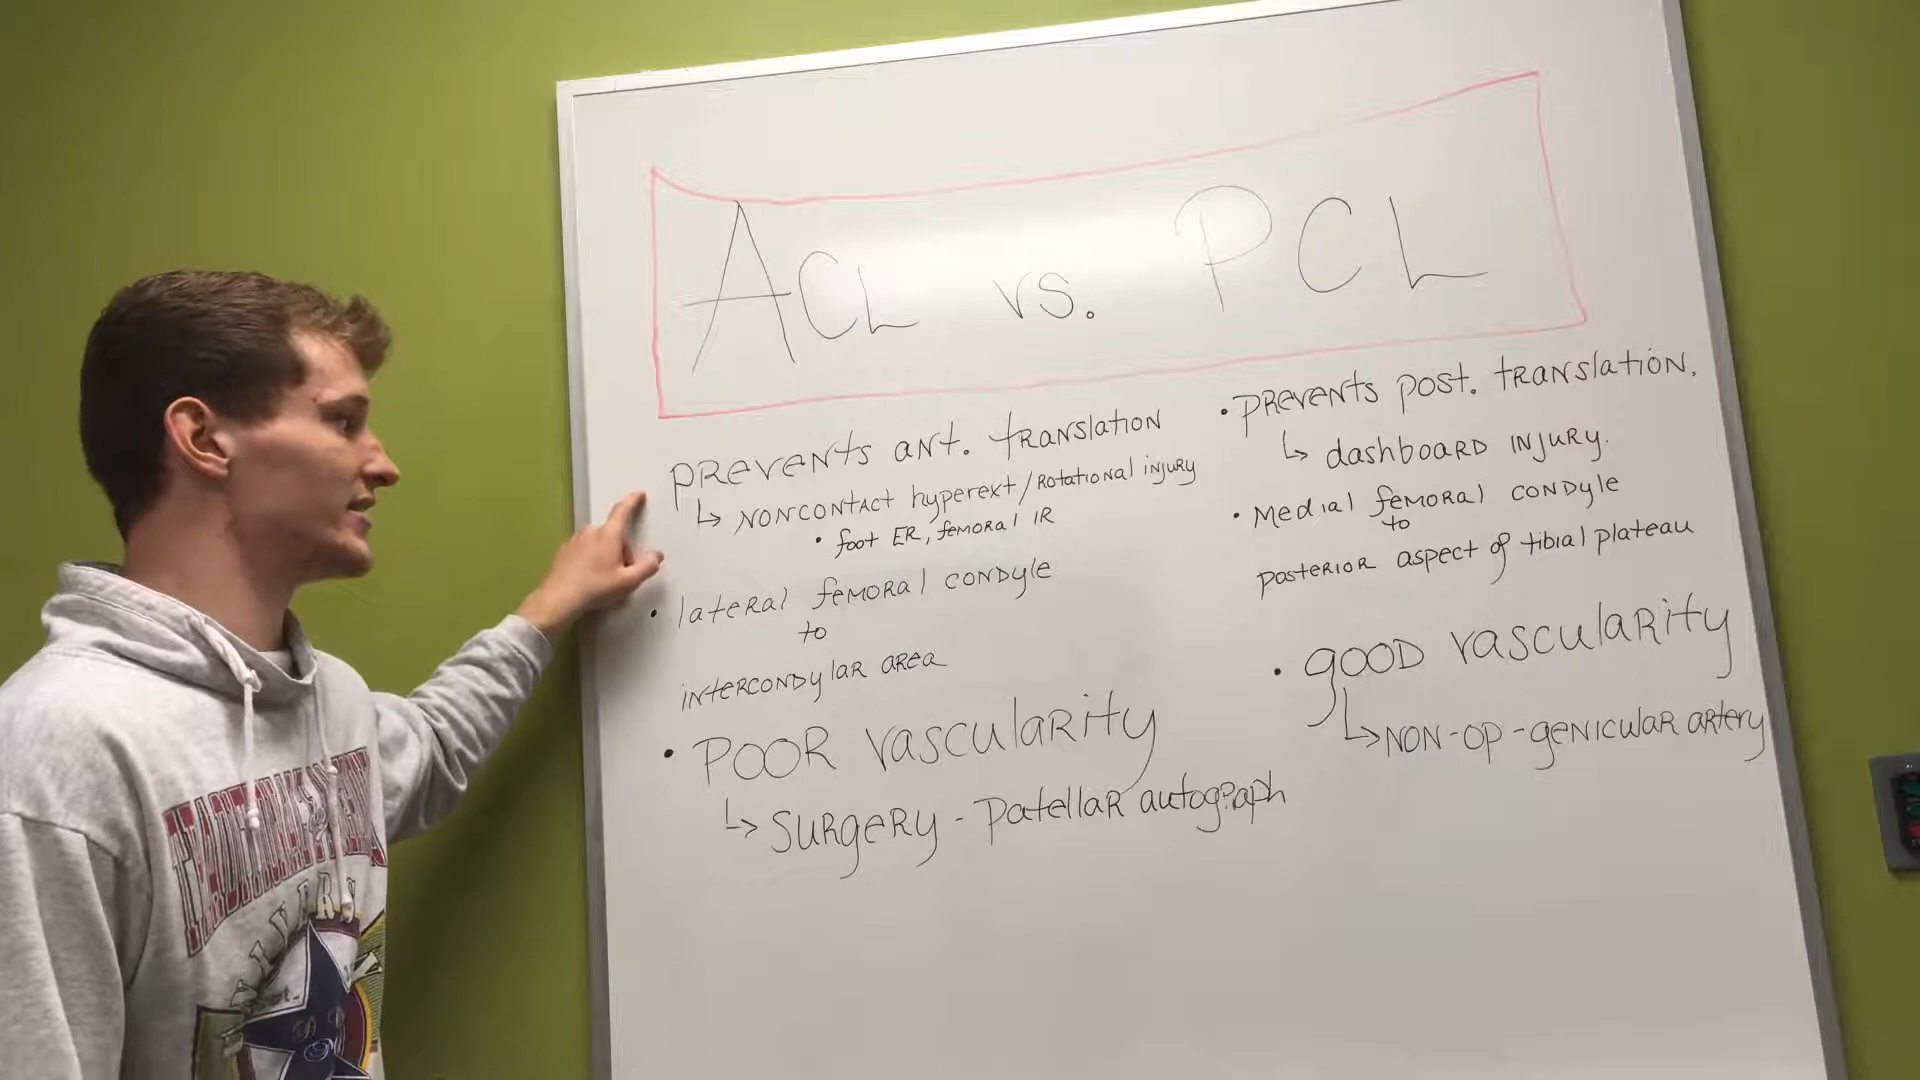 ACL vs. PCL
PREVENTS ANT. TRANSLATION
↳ NONCONTACT hyperext/ROTATIONAL INJURY
• foot ER, femoral IR
• lateral femoral condyle
to
intercondylar area
• POOR vascularity
↳ SURGERY - Patellar autograph
• PREVENTS post. translation.
↳ dashboard INJURY.
• Medial femoral condyle
to
posterior aspect of tibial plateau
• GOOD vascularity
↳ NON-OP-genicular artery